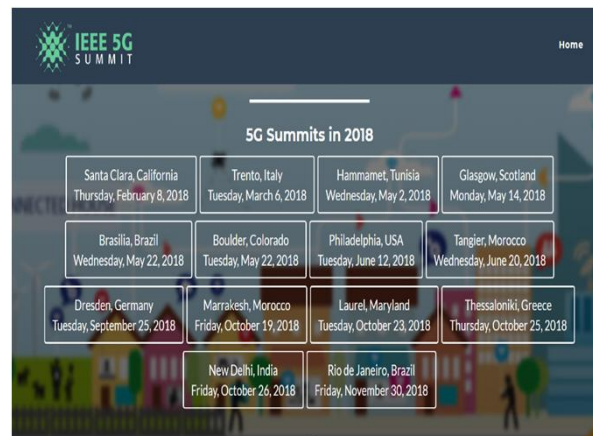 IEEE 5G
SUMMIT
Home
5G Summits in 2018
Santa Clara, California
Thursday, February 8, 2018
Trento, Italy
Tuesday, March 6, 2018
Hammamet, Tunisia
Wednesday, May 2, 2018
Glasgow, Scotland
Monday, May 14, 2018
Brasilia, Brazil
Wednesday, May 22, 2018
Boulder, Colorado
Tuesday, May 22, 2018
Philadelphia, USA
Tuesday, June 12, 2018
Tangier, Morocco
Wednesday, June 20, 2018
Dresden, Germany
Tuesday, September 25, 2018
Marrakesh, Morocco
Friday, October 19, 2018
Laurel, Maryland
Tuesday, October 23, 2018
Thessaloniki, Greece
Thursday, October 25, 2018
New Delhi, India
Friday, October 26, 2018
Rio de Janeiro, Brazil
Friday, November 30, 2018